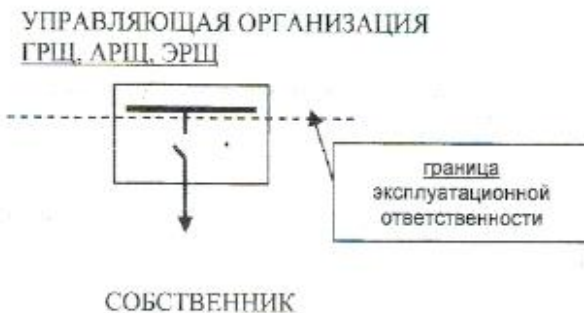 УПРАВЛЯЮЩАЯ ОРГАНИЗАЦИЯ
ГРЩ, АРЩ, ЭРЩ
граница
эксплуатационной
ответственности
СОБСТВЕННИК